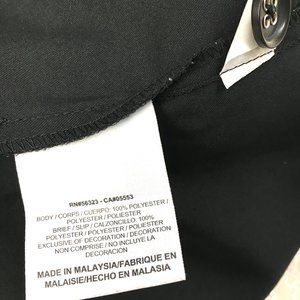 RN#56323 - CA#05553
BODY / CORPS / CUERPO: 100% POLYESTER /
POLYESTER / POLIESTER
BRIEF / SLIP / CALZONCILLO: 100%
POLYESTER / POLYESTER / POLIESTER
EXCLUSIVE OF DECORATION / DECORATION
NON COMPRISE / NO INCLUYE LA
DECORACION
MADE IN MALAYSIA/FABRIQUE EN
MALAISIE/HECHO EN MALASIA